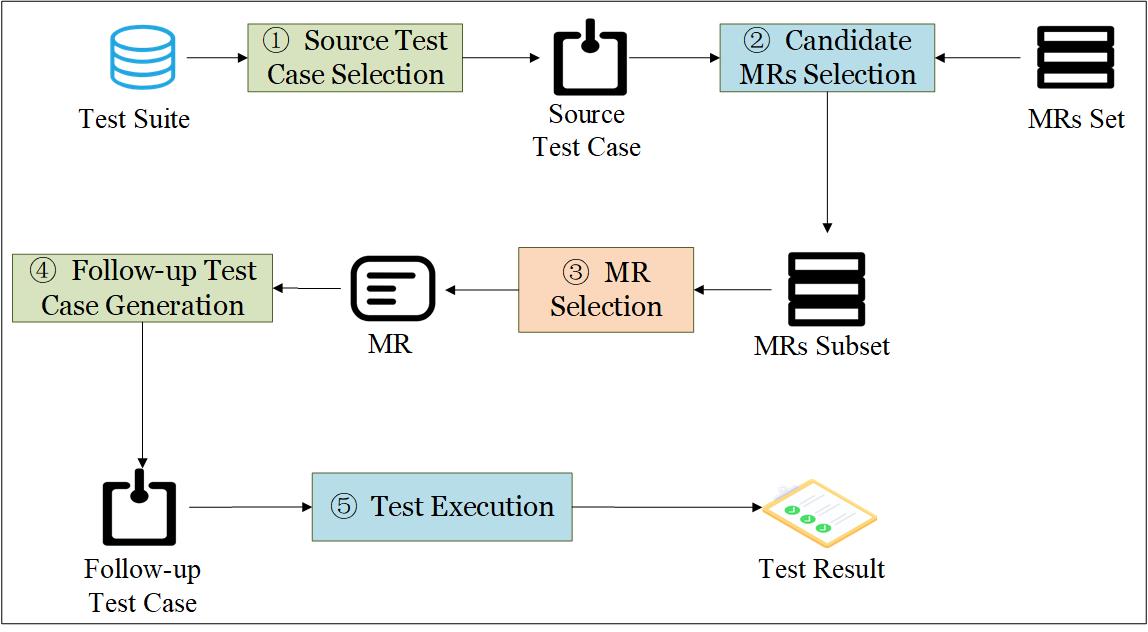 ① Source Test
Case Selection
② Candidate
MRs Selection
Test Suite
Source
Test Case
MRs Set
④ Follow-up Test
Case Generation
③ MR
Selection
MR
MRs Subset
⑤ Test Execution
Follow-up
Test Case
Test Result